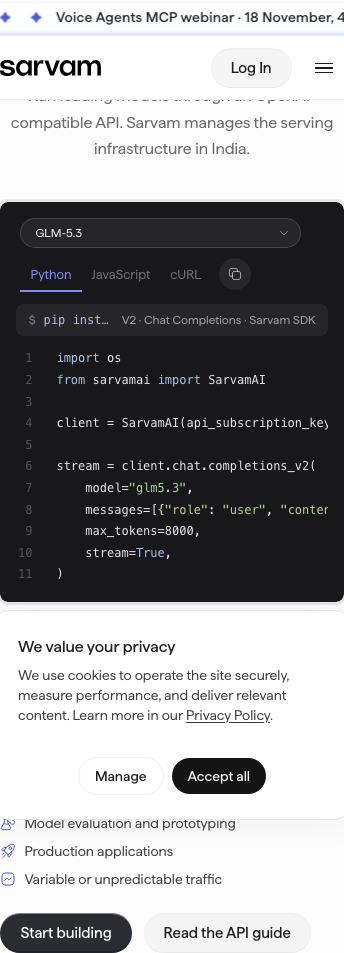 Voice Agents MCP webinar · 18 November, 4
sarvam
Log In
compatible API. Sarvam manages the serving
infrastructure in India.
GLM-5.3
Python JavaScript cURL
$ pip inst… V2 · Chat Completions · Sarvam SDK
1 import os
2 from sarvamai import SarvamAI
3
4 client = SarvamAI(api_subscription_key
5
6 stream = client.chat.completions_v2(
7 model="glm5.3",
8 messages=[{"role": "user", "conten
9 max_tokens=8000,
10 stream=True,
11 )
We value your privacy
We use cookies to operate the site securely,
measure performance, and deliver relevant
content. Learn more in our Privacy Policy.
Manage Accept all
Model evaluation and prototyping
Production applications
Variable or unpredictable traffic
Start building Read the API guide